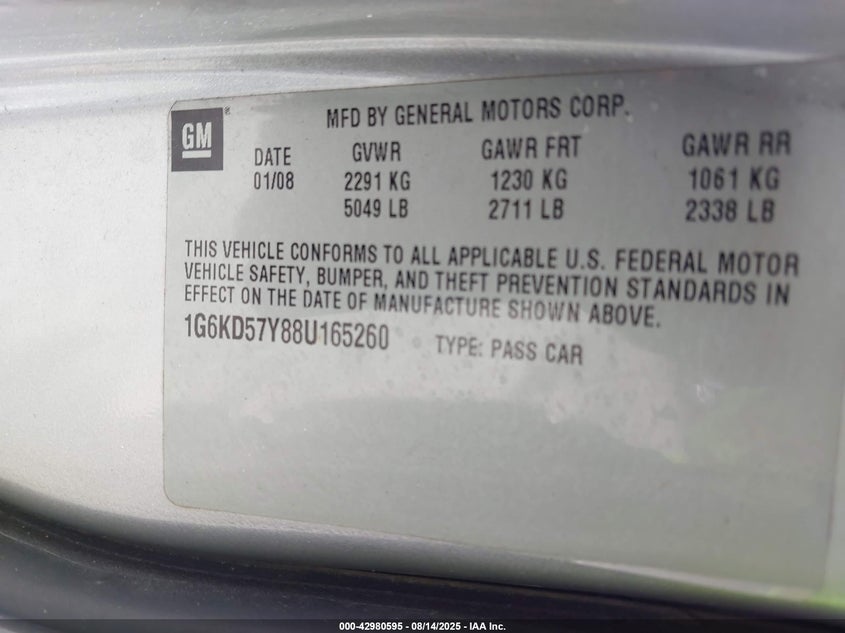 GM ®
MFD BY GENERAL MOTORS CORP.
DATE GVWR GAWR FRT GAWR RR
01/08 2291 KG 1230 KG 1061 KG
5049 LB 2711 LB 2338 LB
THIS VEHICLE CONFORMS TO ALL APPLICABLE U.S. FEDERAL MOTOR
VEHICLE SAFETY, BUMPER, AND THEFT PREVENTION STANDARDS IN
EFFECT ON THE DATE OF MANUFACTURE SHOWN ABOVE.
1G6KD57Y88U165260 TYPE: PASS CAR
000-42980595 - 08/14/2025 - IAA Inc.